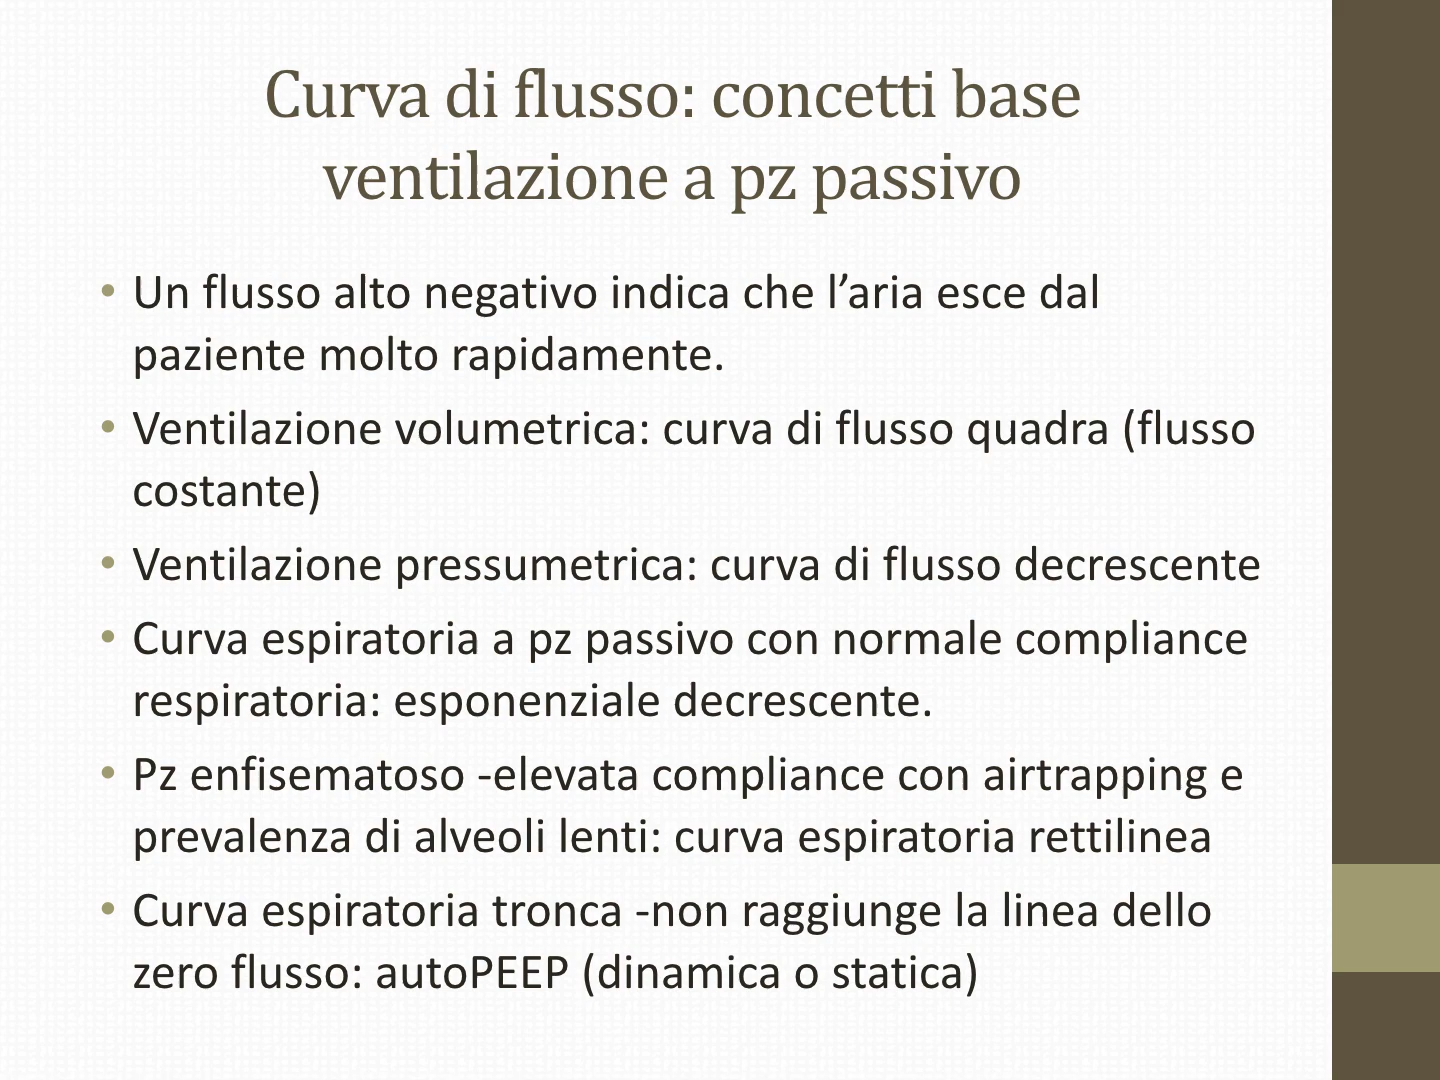 Curva di flusso: concetti base
ventilazione a pz passivo
• Un flusso alto negativo indica che l’aria esce dal
paziente molto rapidamente.
• Ventilazione volumetrica: curva di flusso quadra (flusso
costante)
• Ventilazione pressumetrica: curva di flusso decrescente
• Curva espiratoria a pz passivo con normale compliance
respiratoria: esponenziale decrescente.
• Pz enfisematoso -elevata compliance con airtrapping e
prevalenza di alveoli lenti: curva espiratoria rettilinea
• Curva espiratoria tronca -non raggiunge la linea dello
zero flusso: autoPEEP (dinamica o statica)